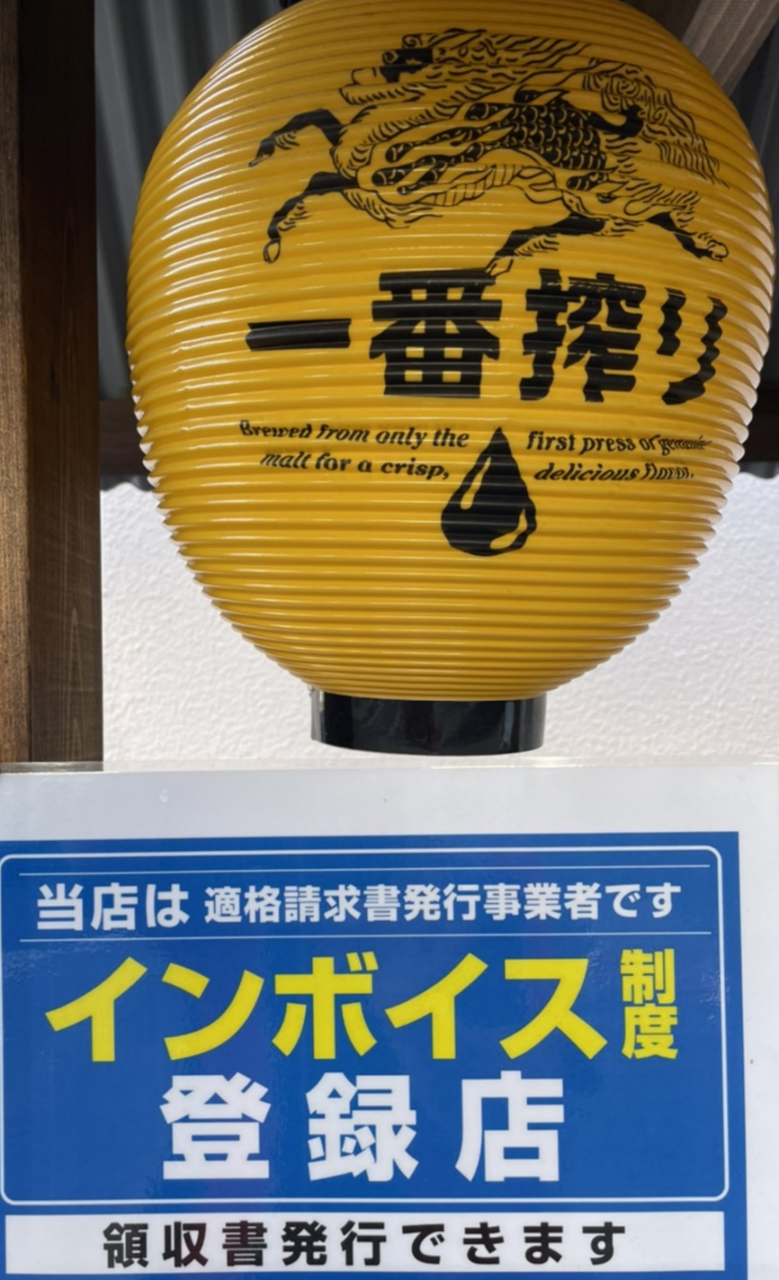 一番搾り
Brewed from only the first press of genuine
malt for a crisp, delicious flavor.
当店は 適格請求書発行事業者です
インボイス制度
登録店
領収書発行できます